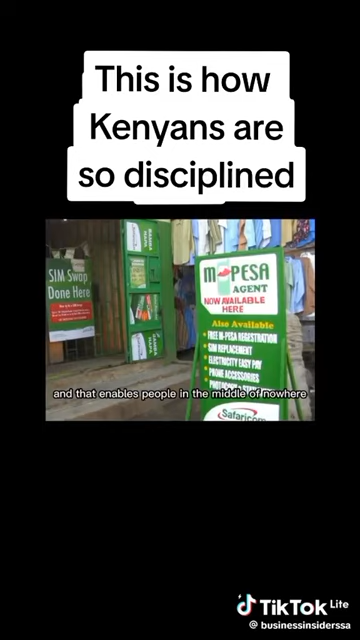 This is how
Kenyans are
so disciplined
SIM Swap
Done Here
M-PESA
AGENT
NOW AVAILABLE
HERE
Also Available
FREE M-PESA REGISTRATION
SIM REPLACEMENT
ELECTRICITY EASY PAY
PHONE ACCESSORIES
Safaricom
and that enables people in the middle of nowhere
TikTok Lite
@ businessinsiderssa